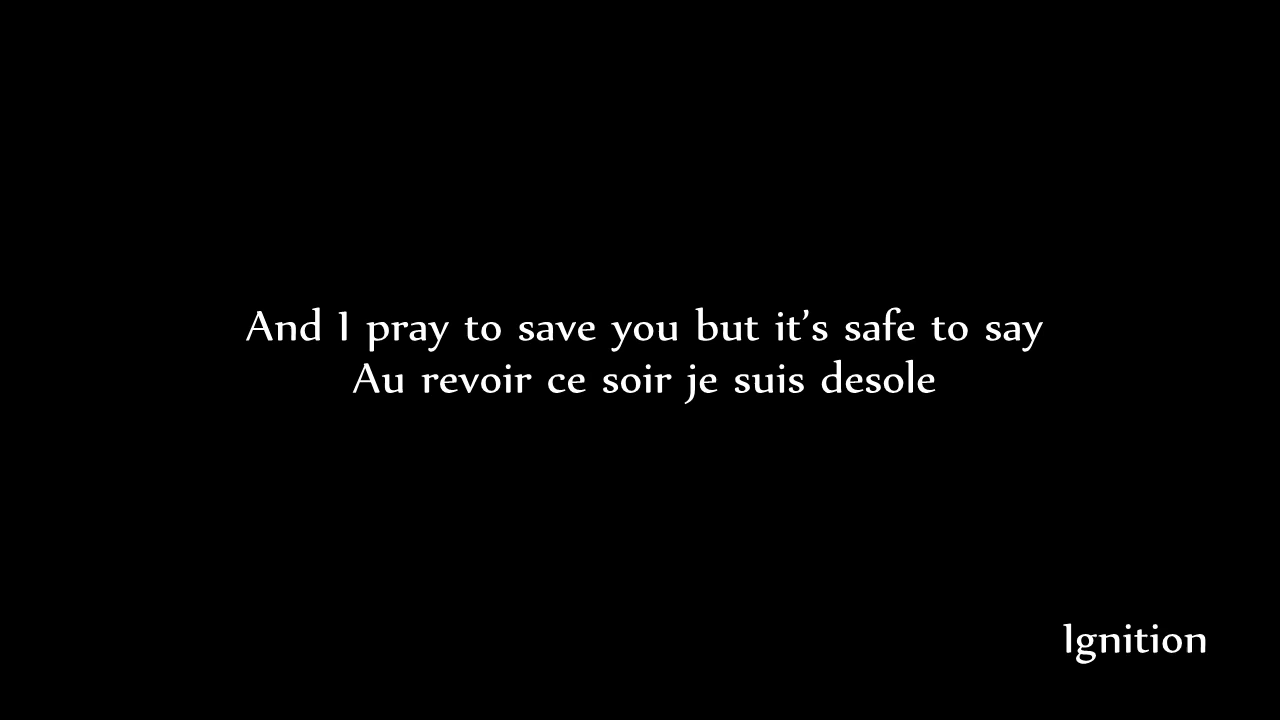 And I pray to save you but it’s safe to say
Au revoir ce soir je suis desole
Ignition